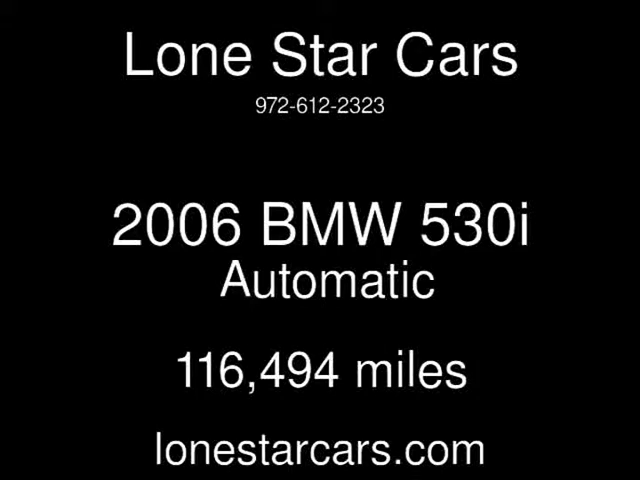 Lone Star Cars
972-612-2323
2006 BMW 530i
Automatic
116,494 miles
lonestarcars.com